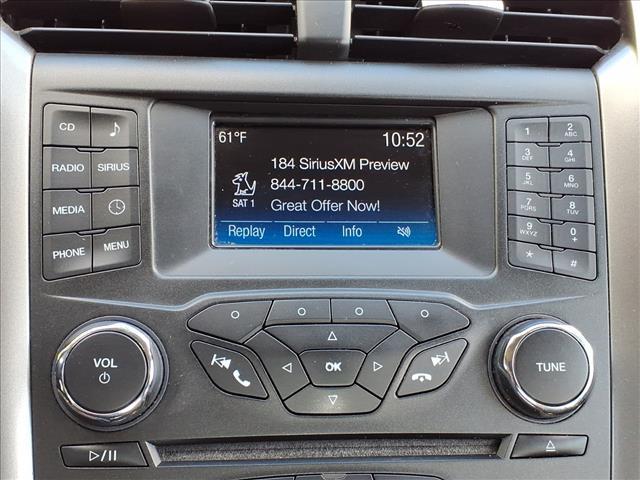 61°F 10:52
184 SiriusXM Preview
844-711-8800
SAT 1 Great Offer Now!
Replay Direct Info
CD
RADIO SIRIUS
MEDIA
PHONE MENU
1 2 ABC
3 DEF 4 GHI
5 JKL 6 MNO
7 PQRS 8 TUV
9 WXYZ 0 +
* #
VOL
OK
TUNE